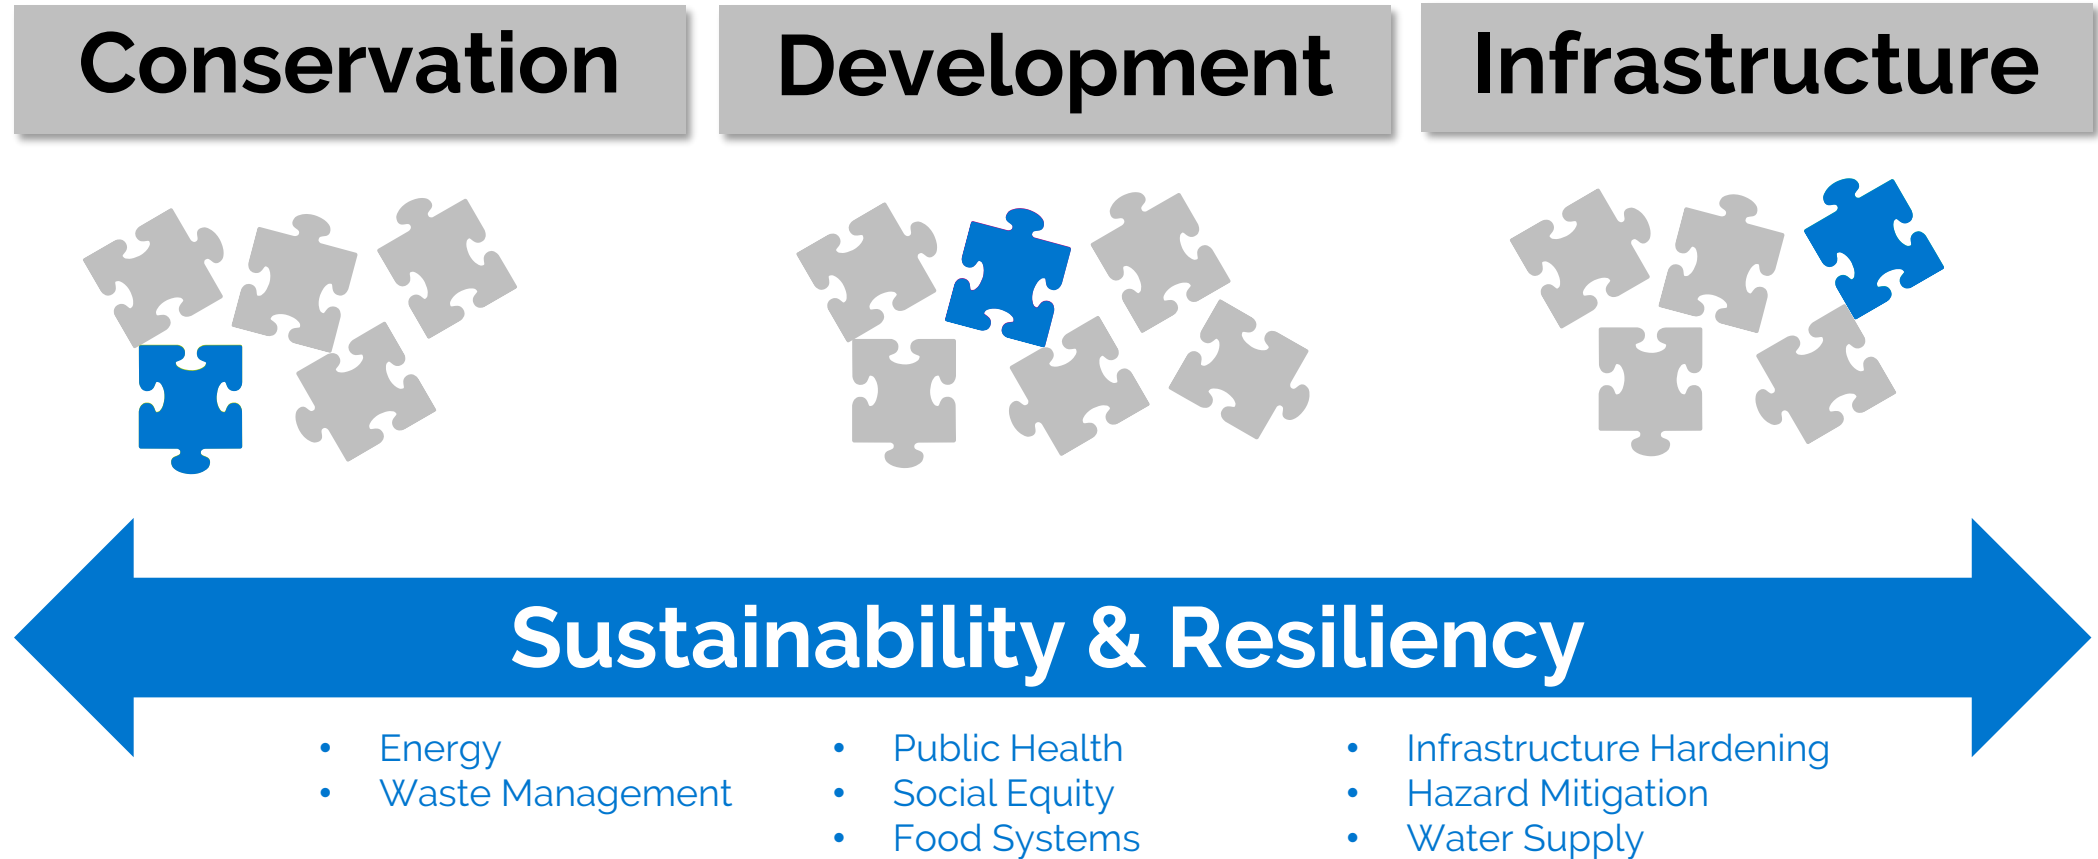 Conservation
Development
Infrastructure
Sustainability & Resiliency
• Energy
• Waste Management
• Public Health
• Social Equity
• Food Systems
• Infrastructure Hardening
• Hazard Mitigation
• Water Supply